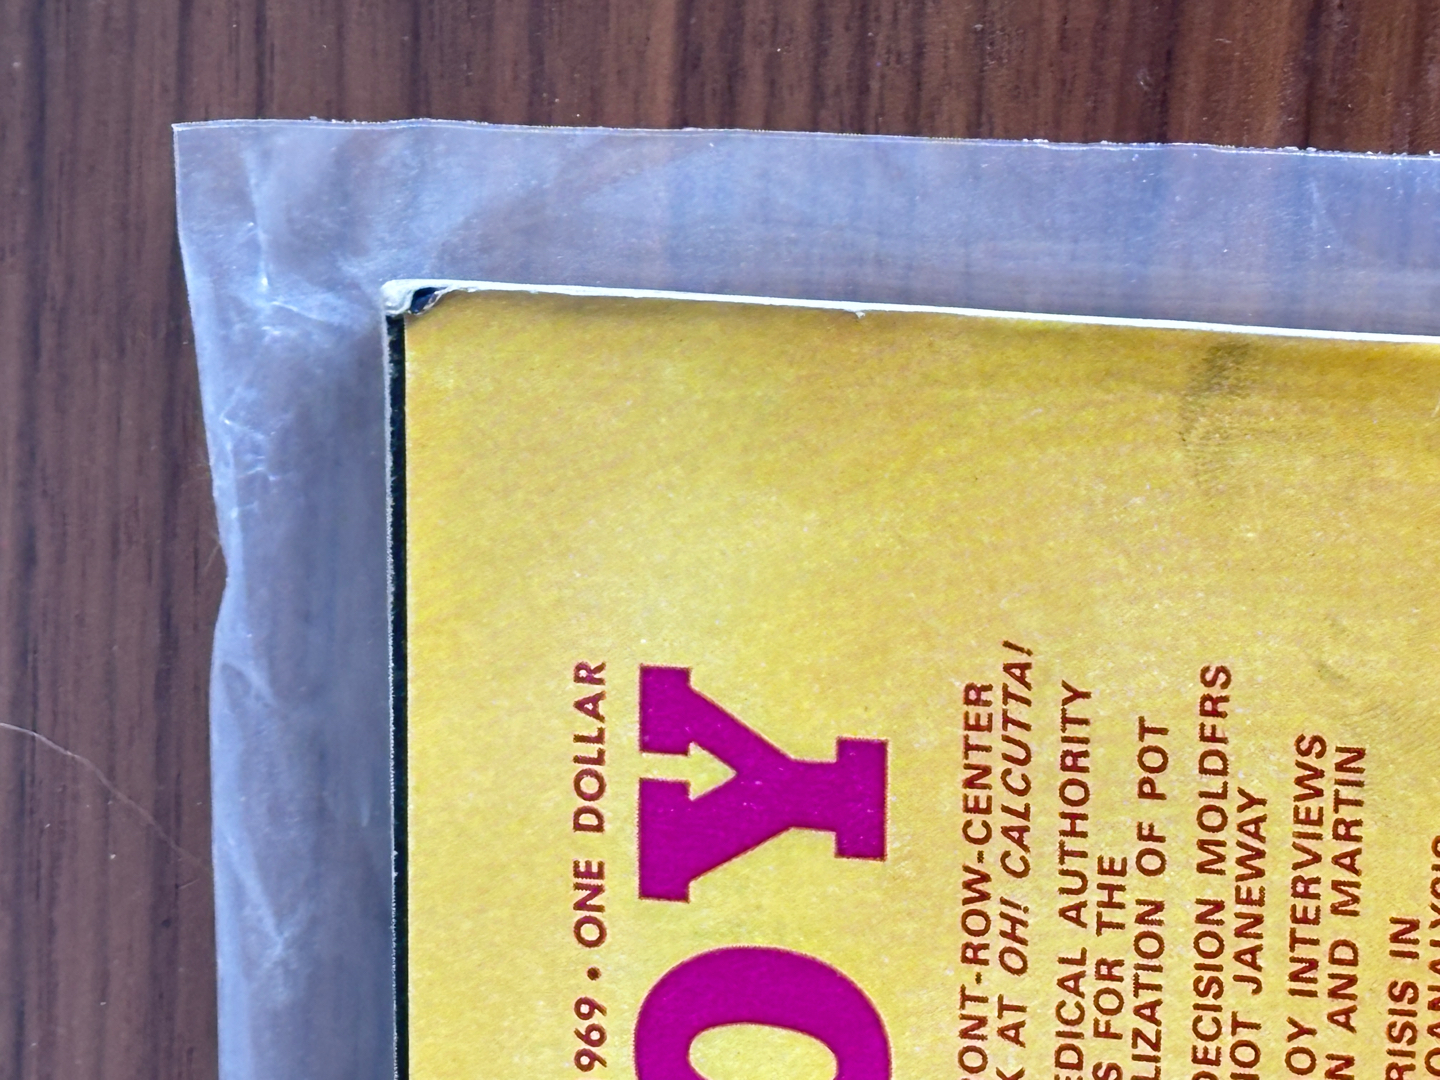 969 • ONE DOLLAR
OY
ONT-ROW-CENTER
K AT OH! CALCUTTA!
EDICAL AUTHORITY
S FOR THE
LIZATION OF POT
DECISION MOLDERS
IOT JANEWAY
OY INTERVIEWS
N AND MARTIN
RISIS IN
OANALYSIS